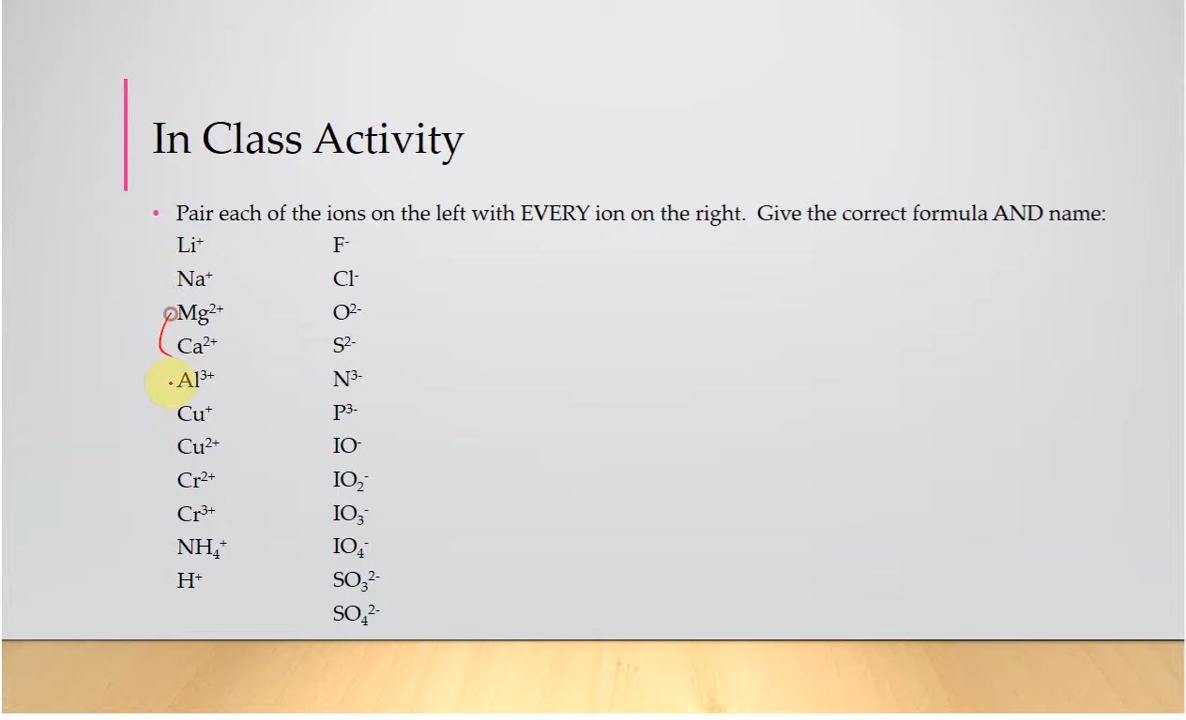 In Class Activity
• Pair each of the ions on the left with EVERY ion on the right.  Give the correct formula AND name:
Li⁺ F⁻
Na⁺ Cl⁻
Mg²⁺ O²⁻
Ca²⁺ S²⁻
Al³⁺ N³⁻
Cu⁺ P³⁻
Cu²⁺ IO⁻
Cr²⁺ IO₂⁻
Cr³⁺ IO₃⁻
NH₄⁺ IO₄⁻
H⁺ SO₃²⁻
SO₄²⁻